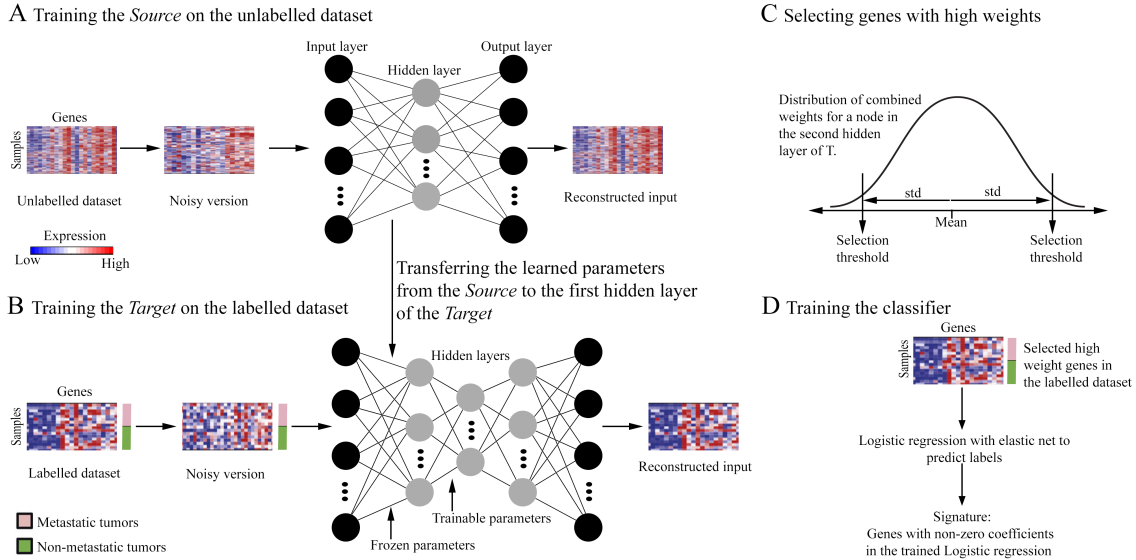 A Training the Source on the unlabelled dataset
Input layer
Output layer
Hidden layer
Genes
Samples
Unlabelled dataset
Noisy version
Reconstructed input
Expression
Low
High
Transferring the learned parameters
from the Source to the first hidden layer
of the Target
B Training the Target on the labelled dataset
Hidden layers
Genes
Samples
Labelled dataset
Noisy version
Reconstructed input
Trainable parameters
Frozen parameters
Metastatic tumors
Non-metastatic tumors
C Selecting genes with high weights
Distribution of combined
weights for a node in
the second hidden
layer of T.
std
std
Mean
Selection
threshold
Selection
threshold
D Training the classifier
Genes
Samples
Selected high
weight genes in
the labelled dataset
Logistic regression with elastic net to
predict labels
Signature:
Genes with non-zero coefficients
in the trained Logistic regression